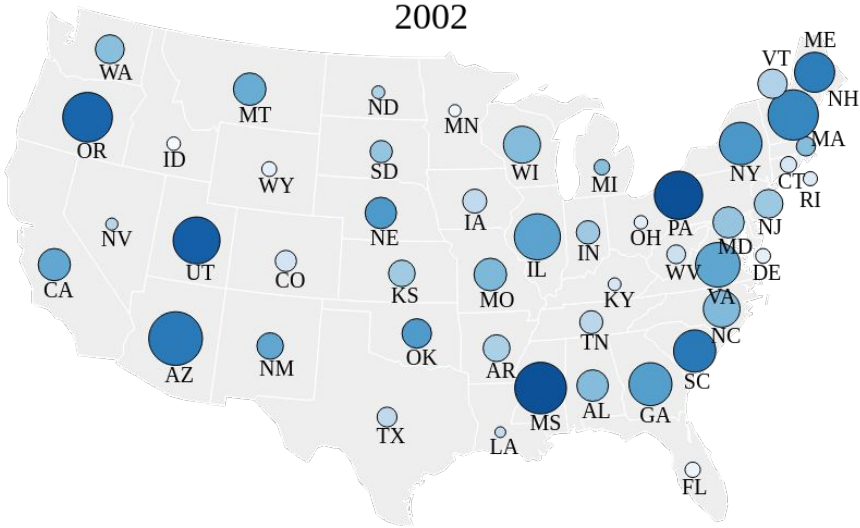 2002
ME
VT
WA
NH
MT
ND
MN
MA
OR
ID
SD
WI
NY
WY
MI
CT
RI
IA
NV
NE
PA
OH
NJ
IN
MD
UT
IL
CO
WV
DE
CA
KS
MO
KY
VA
NC
TN
OK
NM
AR
AZ
SC
AL
GA
MS
TX
LA
FL